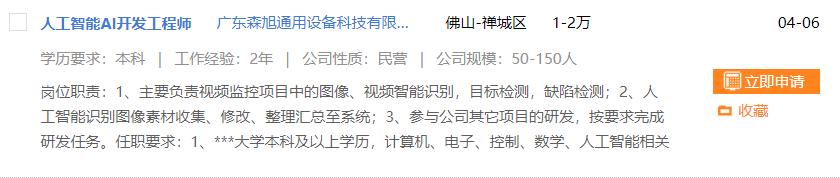 人工智能AI开发工程师 广东森旭通用设备科技有限... 佛山-禅城区 1-2万 04-06
学历要求：本科 | 工作经验：2年 | 公司性质：民营 | 公司规模：50-150人
岗位职责：1、主要负责视频监控项目中的图像、视频智能识别，目标检测，缺陷检测；2、人
工智能识别图像素材收集、修改、整理汇总至系统；3、参与公司其它项目的研发，按要求完成
研发任务。任职要求：1、***大学本科及以上学历，计算机、电子、控制、数学、人工智能相关
立即申请
收藏